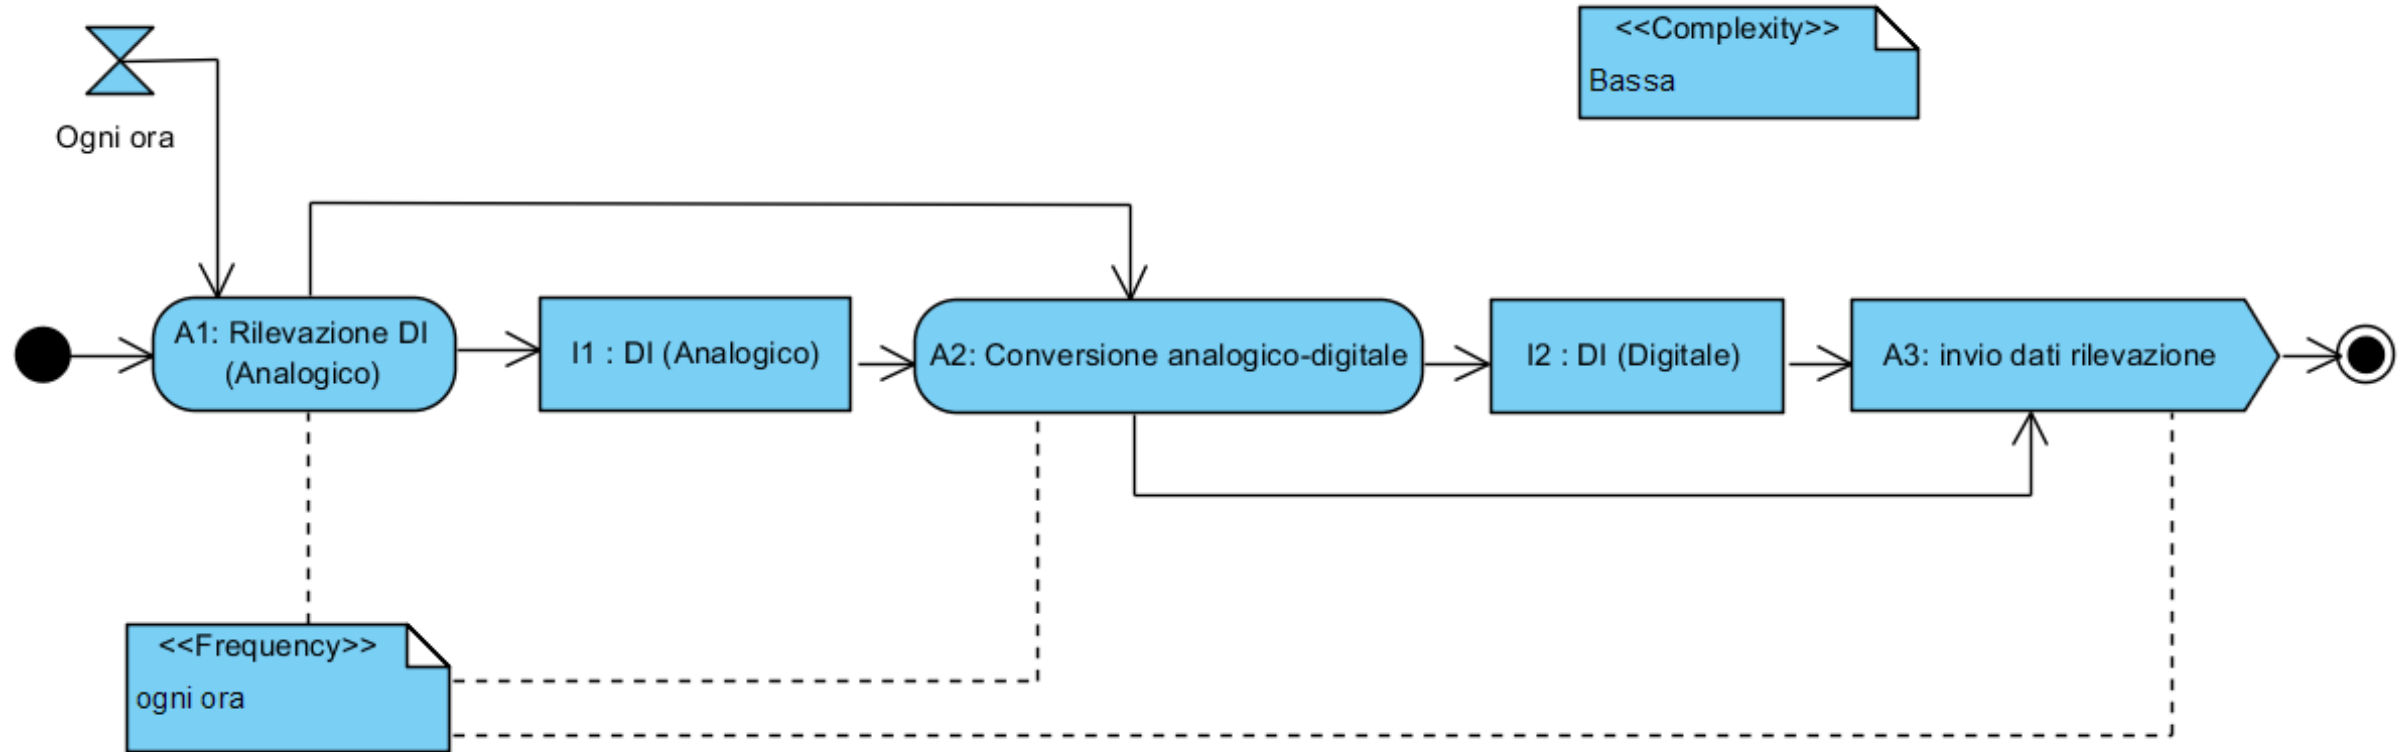 <<Complexity>>
Bassa
Ogni ora
A1: Rilevazione DI
(Analogico)
I1 : DI (Analogico)
A2: Conversione analogico-digitale
I2 : DI (Digitale)
A3: invio dati rilevazione
<<Frequency>>
ogni ora